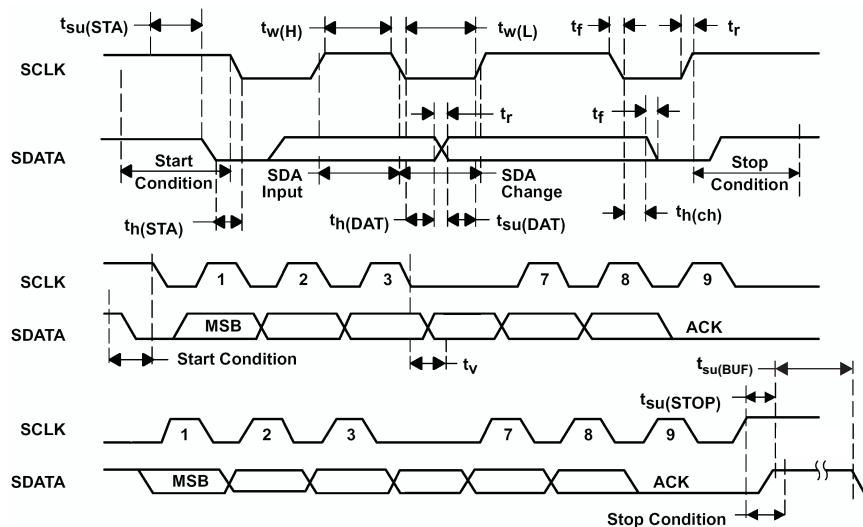 tsu(STA) tw(H) tw(L) tf tr
SCLK
tr tf
SDATA
Start Condition SDA Input SDA Change Stop Condition
th(STA) th(DAT) tsu(DAT) th(ch)
SCLK 1 2 3 7 8 9
SDATA MSB ACK
Start Condition tv tsu(BUF)
tsu(STOP)
SCLK 1 2 3 7 8 9
SDATA MSB ACK
Stop Condition